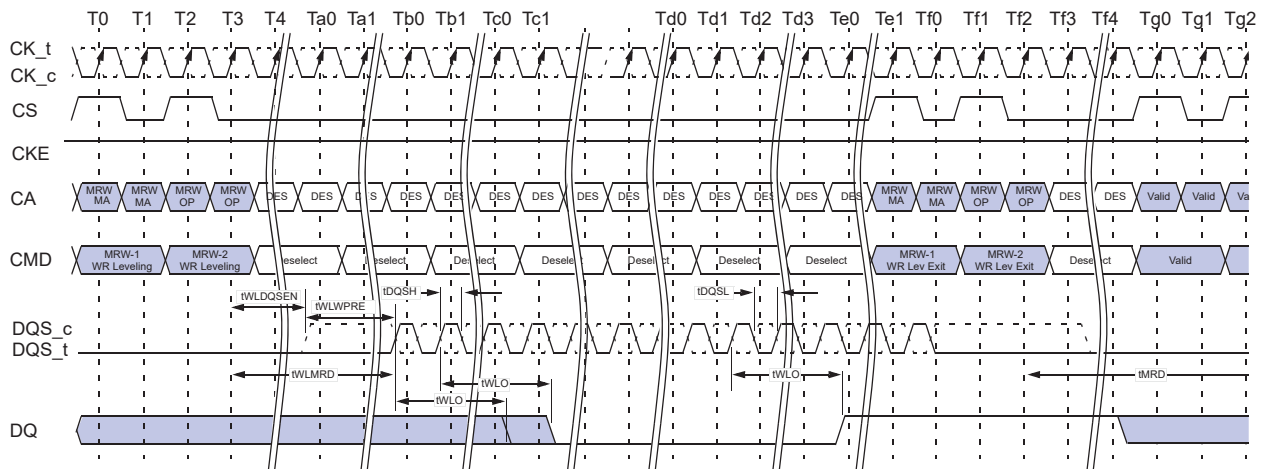 T0 T1 T2 T3 T4 Ta0 Ta1 Tb0 Tb1 Tc0 Tc1 Td0 Td1 Td2 Td3 Te0 Te1 Tf0 Tf1 Tf2 Tf3 Tf4 Tg0 Tg1 Tg2
CK_t
CK_c
CS
CKE
CA
MRW MRW MRW MRW DES DES DES DES DES DES DES DES DES DES DES DES DES DES MRW MRW MRW MRW DES DES Valid Valid Va
MA MA OP OP MA MA OP OP
CMD
MRW-1 MRW-2 Deselect Deselect Deselect Deselect Deselect Deselect Deselect MRW-1 MRW-2 Deselect Valid
WR Leveling WR Leveling WR Lev Exit WR Lev Exit
tDQSH tDQSL
tWLDQSEN tWLWPRE
DQS_c
DQS_t
tWLMRD tWLO tMRD
tWLO
tWLO
DQ